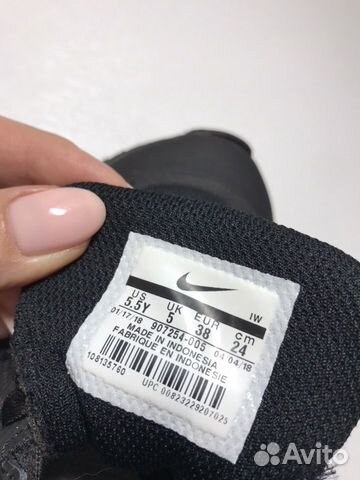 US UK EUR cm IW
5.5Y 5 38 24
01/17/18 907254-005 04/04/18
MADE IN INDONESIA
FABRIQUE EN INDONESIE
108135760
UPC 00823229207025
Avito